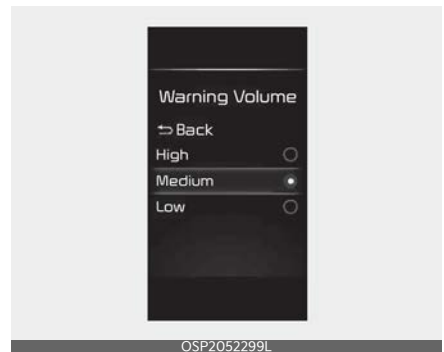 Warning Volume
Back
High
Medium
Low
OSP2052299L